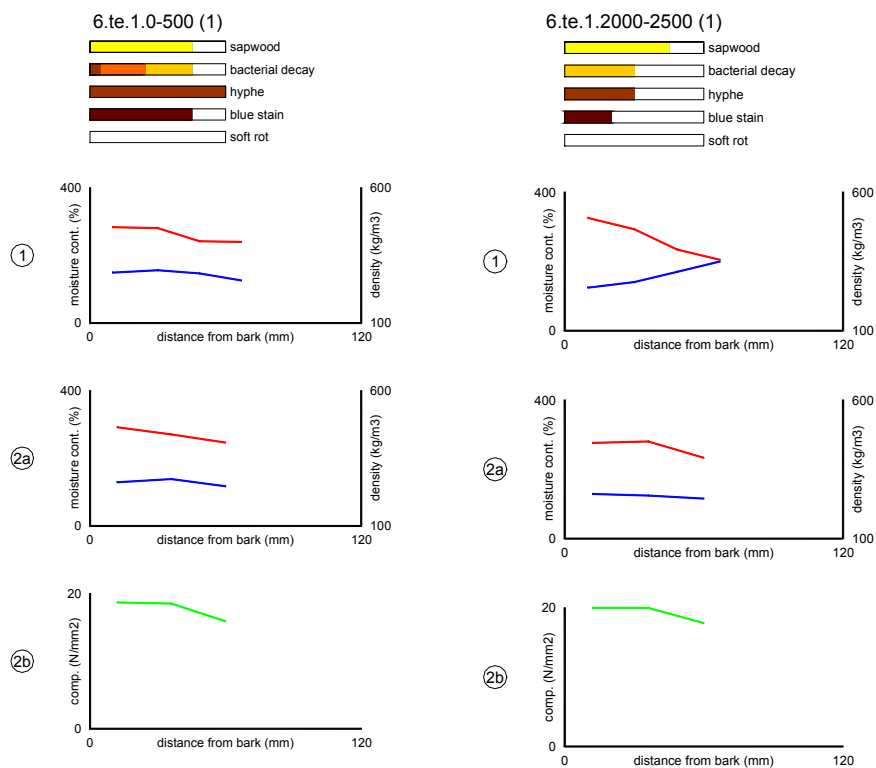 6.te.1.0-500 (1)
sapwood
bacterial decay
hyphe
blue stain
soft rot
1
400
600
moisture cont. (%)
density (kg/m3)
0
100
0
distance from bark (mm)
120
2a
400
600
moisture cont. (%)
density (kg/m3)
0
100
0
distance from bark (mm)
120
2b
20
comp. (N/mm2)
0
0
distance from bark (mm)
120
6.te.1.2000-2500 (1)
sapwood
bacterial decay
hyphe
blue stain
soft rot
1
400
600
moisture cont. (%)
density (kg/m3)
0
100
0
distance from bark (mm)
120
2a
400
600
moisture cont. (%)
density (kg/m3)
0
100
0
distance from bark (mm)
120
2b
20
comp. (N/mm2)
0
0
distance from bark (mm)
120